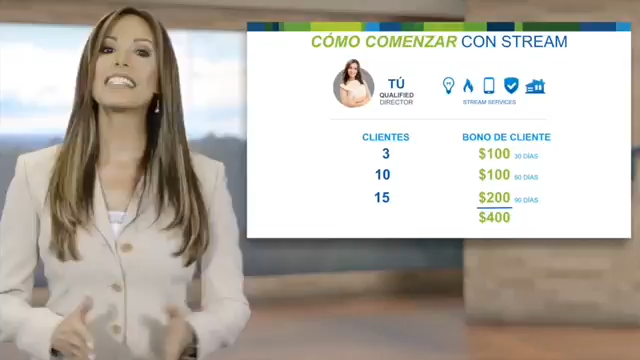 CÓMO COMENZAR CON STREAM
TÚ
QUALIFIED
DIRECTOR
STREAM SERVICES
CLIENTES BONO DE CLIENTE
3 $100 30 DÍAS
10 $100 60 DÍAS
15 $200 90 DÍAS
$400